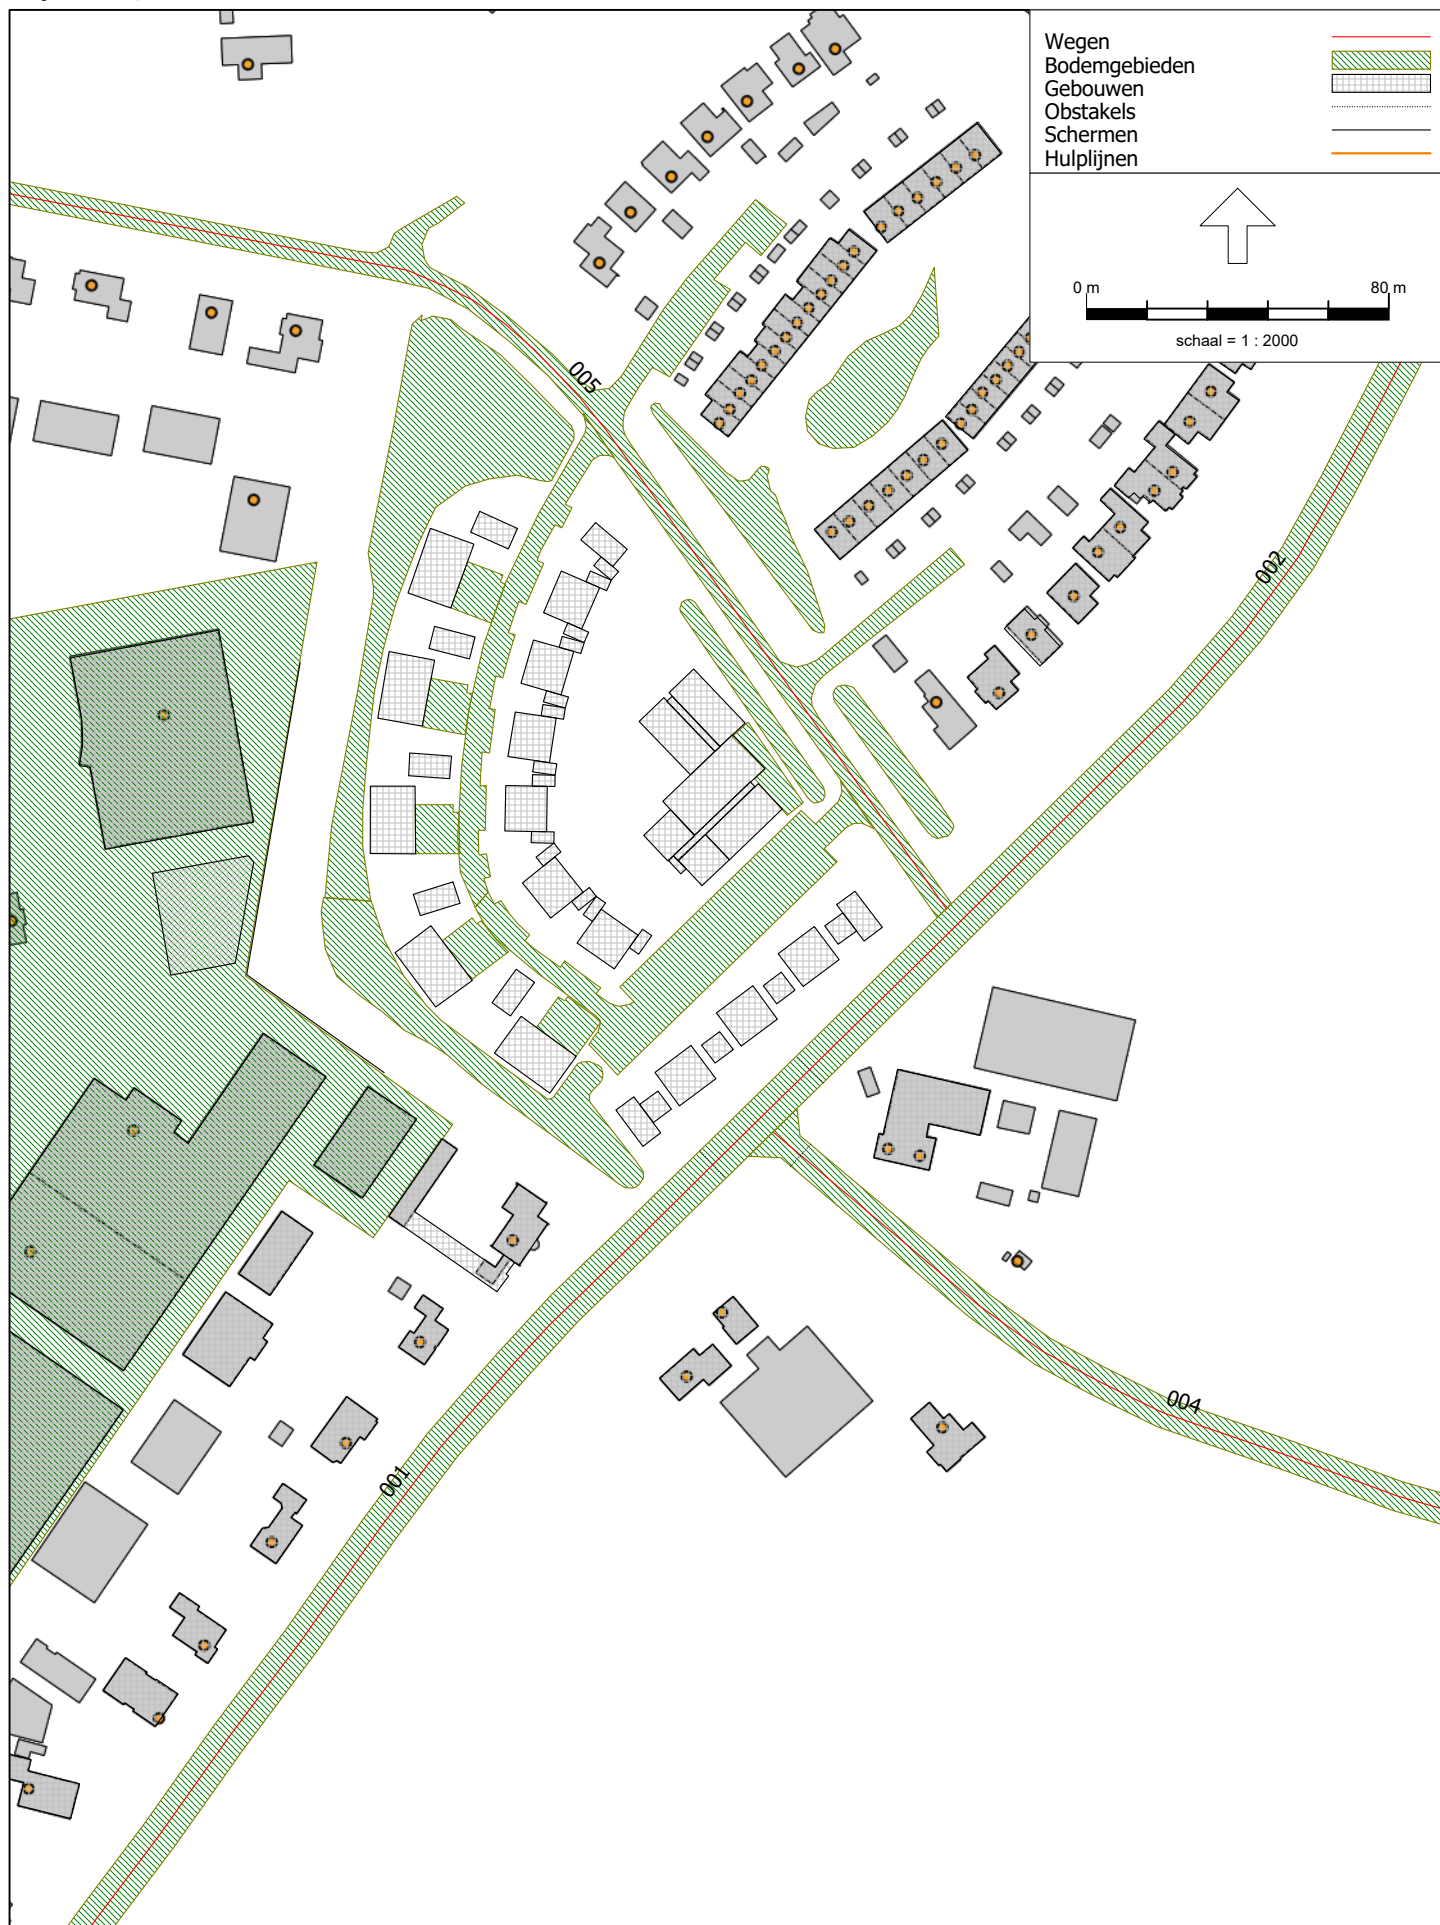 Wegen
Bodemgebieden
Gebouwen
Obstakels
Schermen
Hulplijnen
0 m
80 m
schaal = 1 : 2000
005
002
004
001